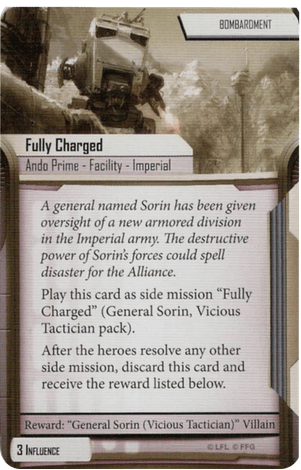 BOMBARDMENT
Fully Charged
Ando Prime - Facility - Imperial
A general named Sorin has been given
oversight of a new armored division
in the Imperial army. The destructive
power of Sorin's forces could spell
disaster for the Alliance.
Play this card as side mission "Fully
Charged" (General Sorin, Vicious
Tactician pack).
After the heroes resolve any other
side mission, discard this card and
receive the reward listed below.
Reward: "General Sorin (Vicious Tactician)" Villain
3 INFLUENCE
© LFL © FFG